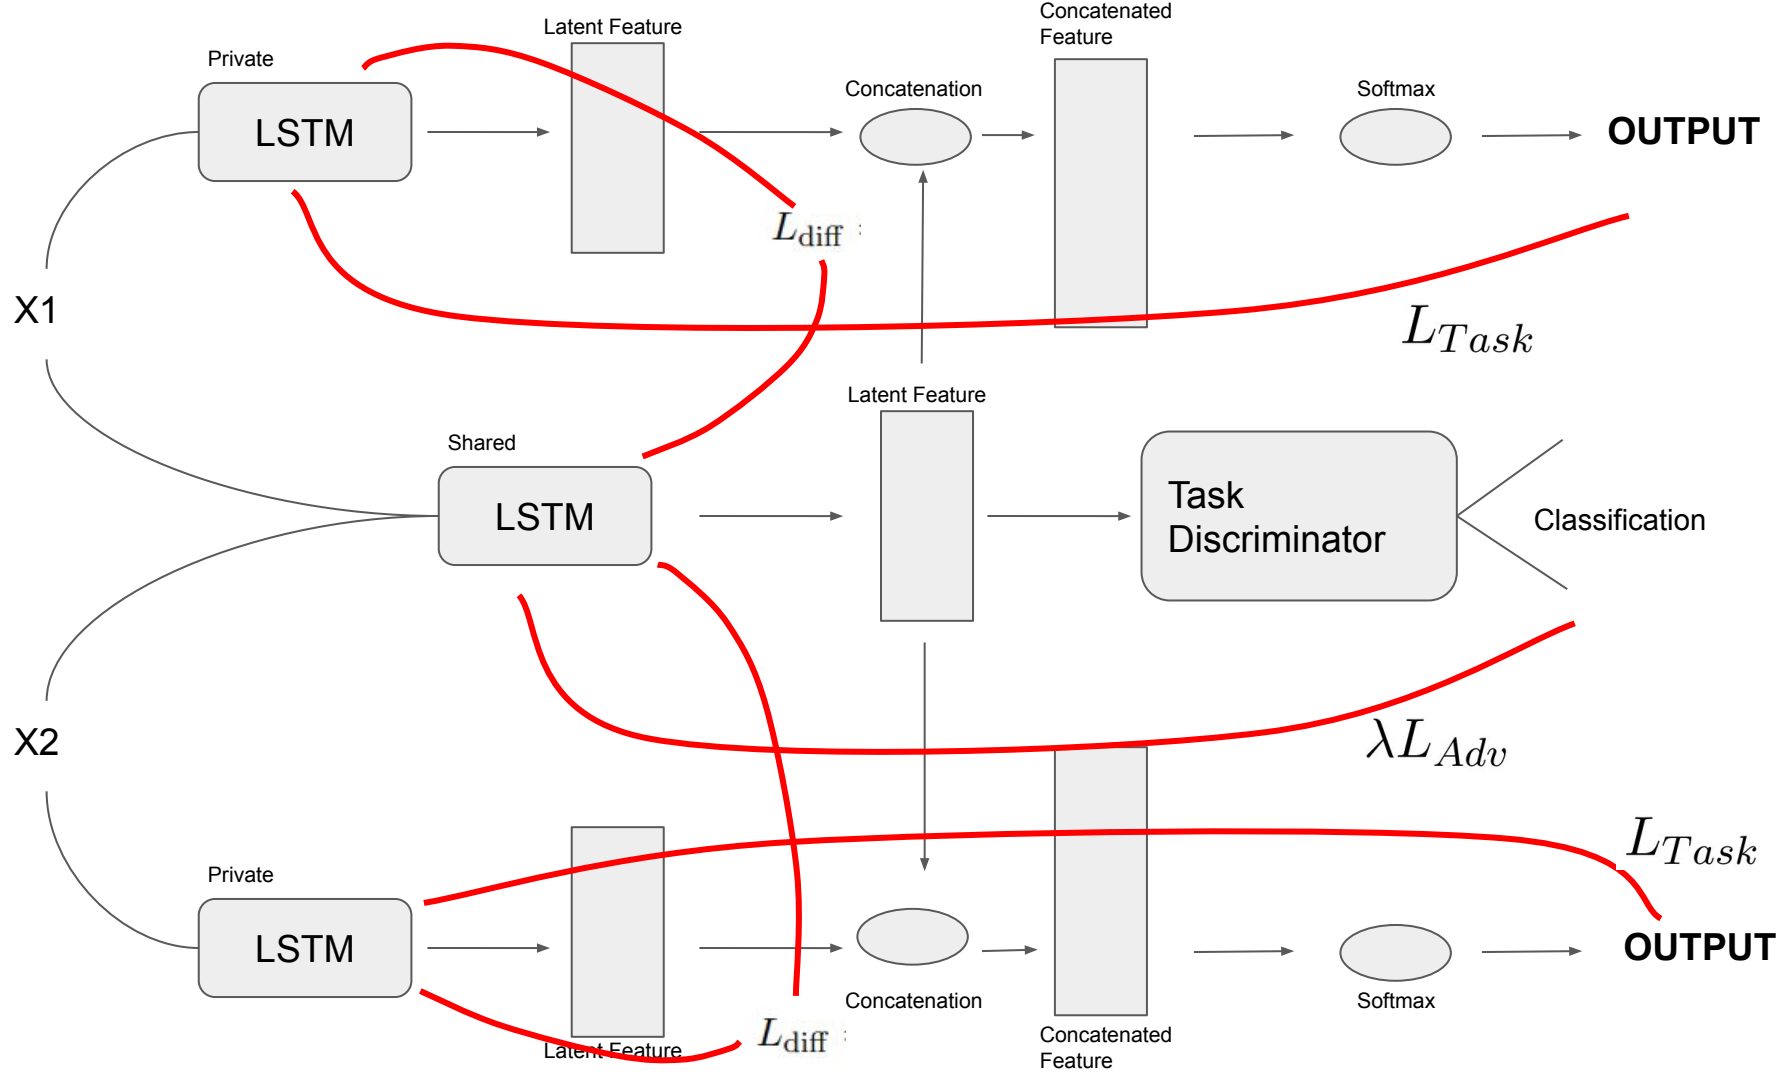 Concatenated
Feature
Latent Feature
Private
Concatenation
Softmax
LSTM
OUTPUT
L_diff :
X1
L_Task
Latent Feature
Shared
LSTM
Task
Discriminator
Classification
X2
λL_Adv
L_Task
Private
LSTM
OUTPUT
Concatenation
Softmax
L_diff :
Latent Feature
Concatenated
Feature